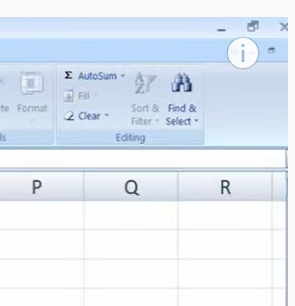 Σ AutoSum
Format
Fill
Clear
Sort &
Filter
Find &
Select
Editing
P Q R